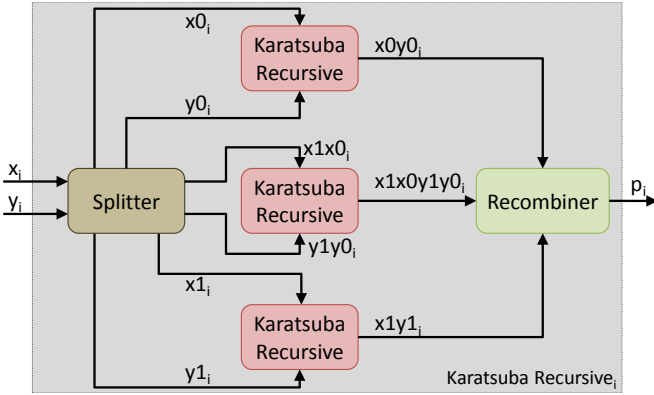 x0ᵢ
Karatsuba
Recursive
x0y0ᵢ
y0ᵢ
x1x0ᵢ
xᵢ
yᵢ
Splitter
Karatsuba
Recursive
x1x0y1y0ᵢ
Recombiner
pᵢ
y1y0ᵢ
x1ᵢ
Karatsuba
Recursive
x1y1ᵢ
y1ᵢ
Karatsuba Recursiveᵢ